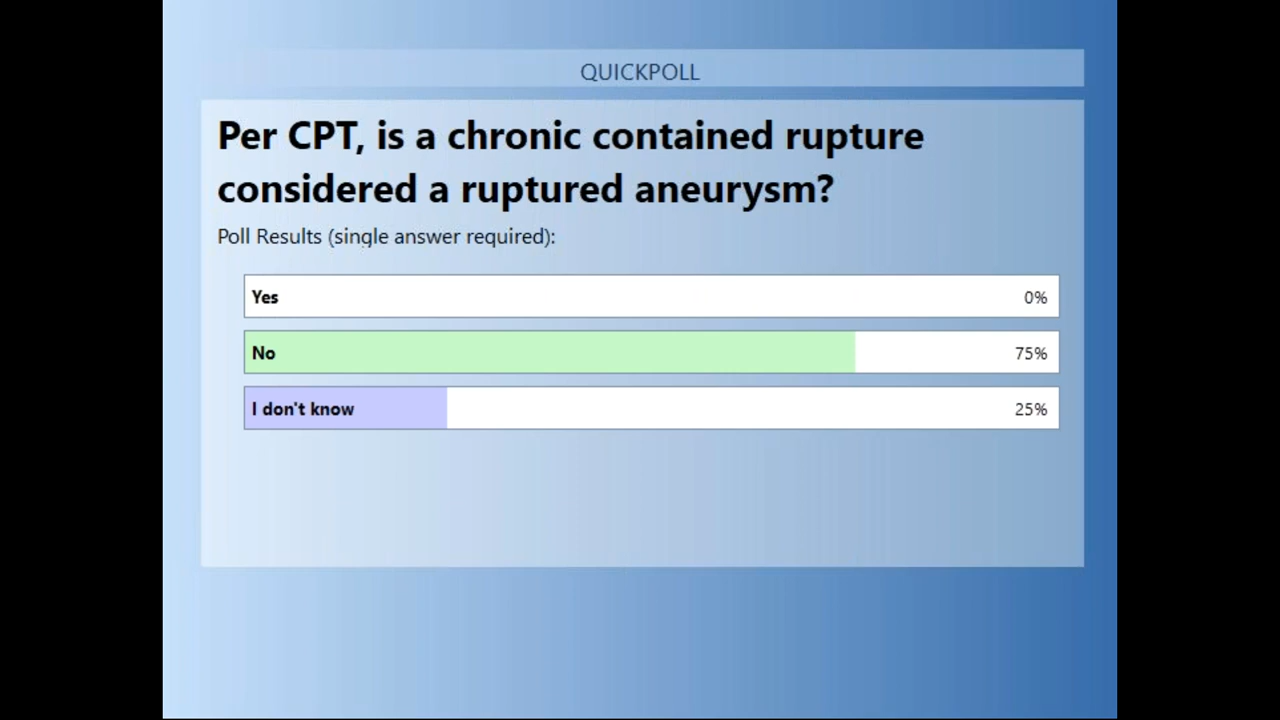 QUICKPOLL
Per CPT, is a chronic contained rupture
considered a ruptured aneurysm?
Poll Results (single answer required):
Yes 0%
No 75%
I don't know 25%